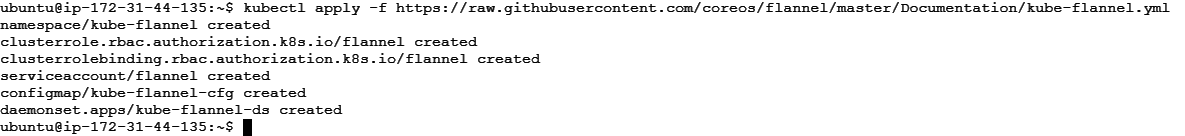 ubuntu@ip-172-31-44-135:~$ kubectl apply -f https://raw.githubusercontent.com/coreos/flannel/master/Documentation/kube-flannel.yml
namespace/kube-flannel created
clusterrole.rbac.authorization.k8s.io/flannel created
clusterrolebinding.rbac.authorization.k8s.io/flannel created
serviceaccount/flannel created
configmap/kube-flannel-cfg created
daemonset.apps/kube-flannel-ds created
ubuntu@ip-172-31-44-135:~$